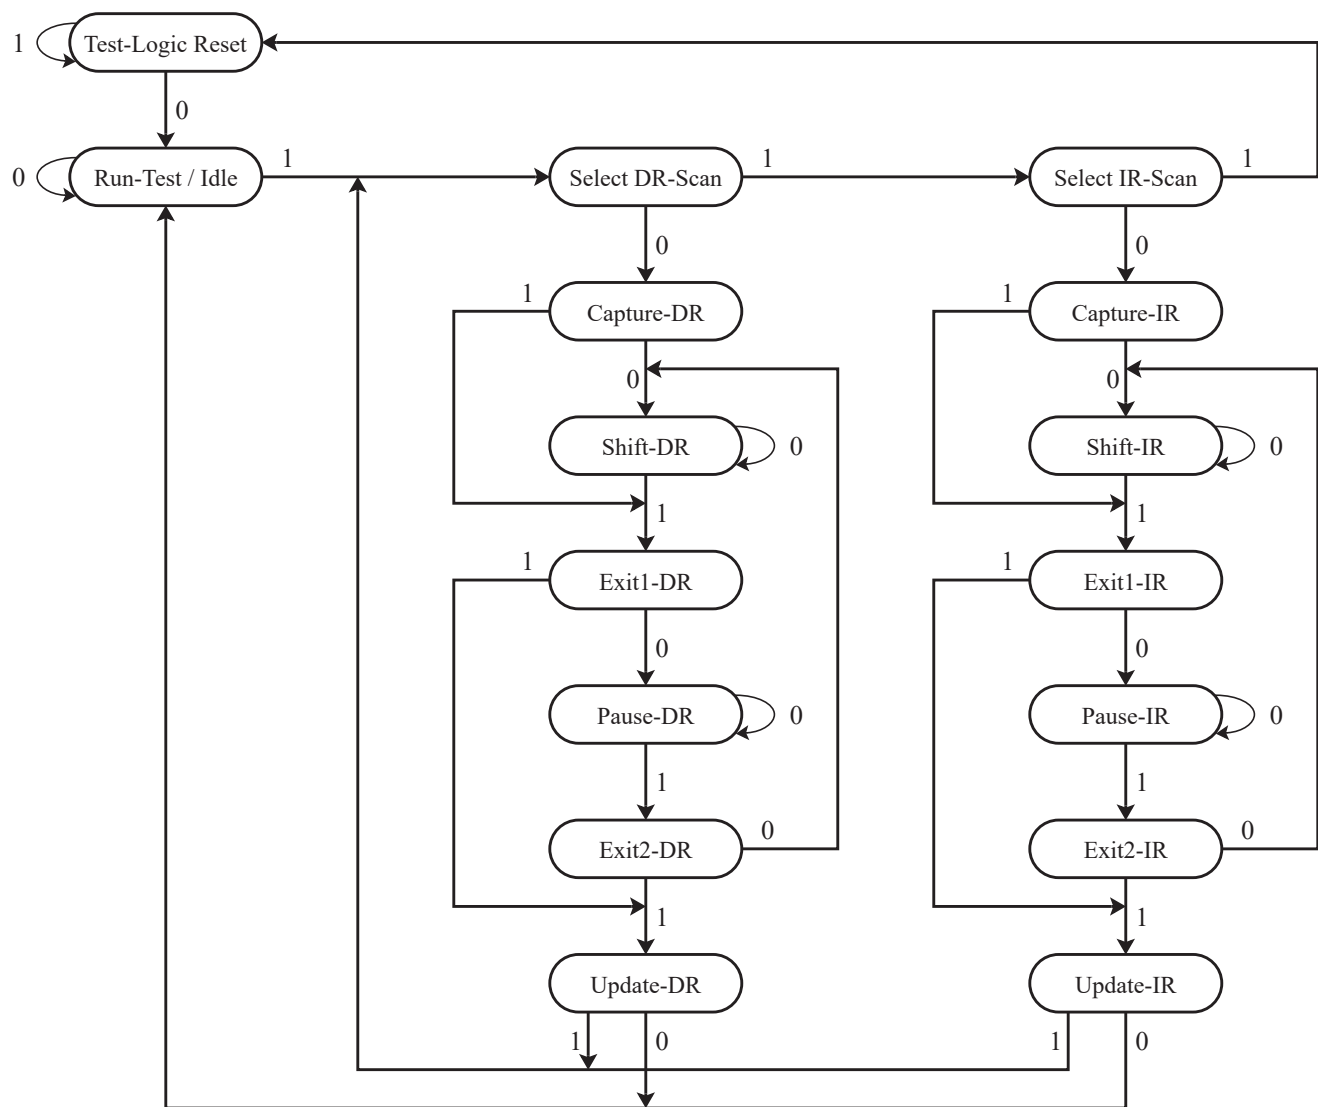 1
Test-Logic Reset
0
0
Run-Test / Idle
1
Select DR-Scan
1
Select IR-Scan
1
0
0
1
Capture-DR
1
Capture-IR
0
0
Shift-DR
0
Shift-IR
0
1
1
1
Exit1-DR
1
Exit1-IR
0
0
Pause-DR
0
Pause-IR
0
1
1
Exit2-DR
0
Exit2-IR
0
1
1
Update-DR
Update-IR
1
0
1
0